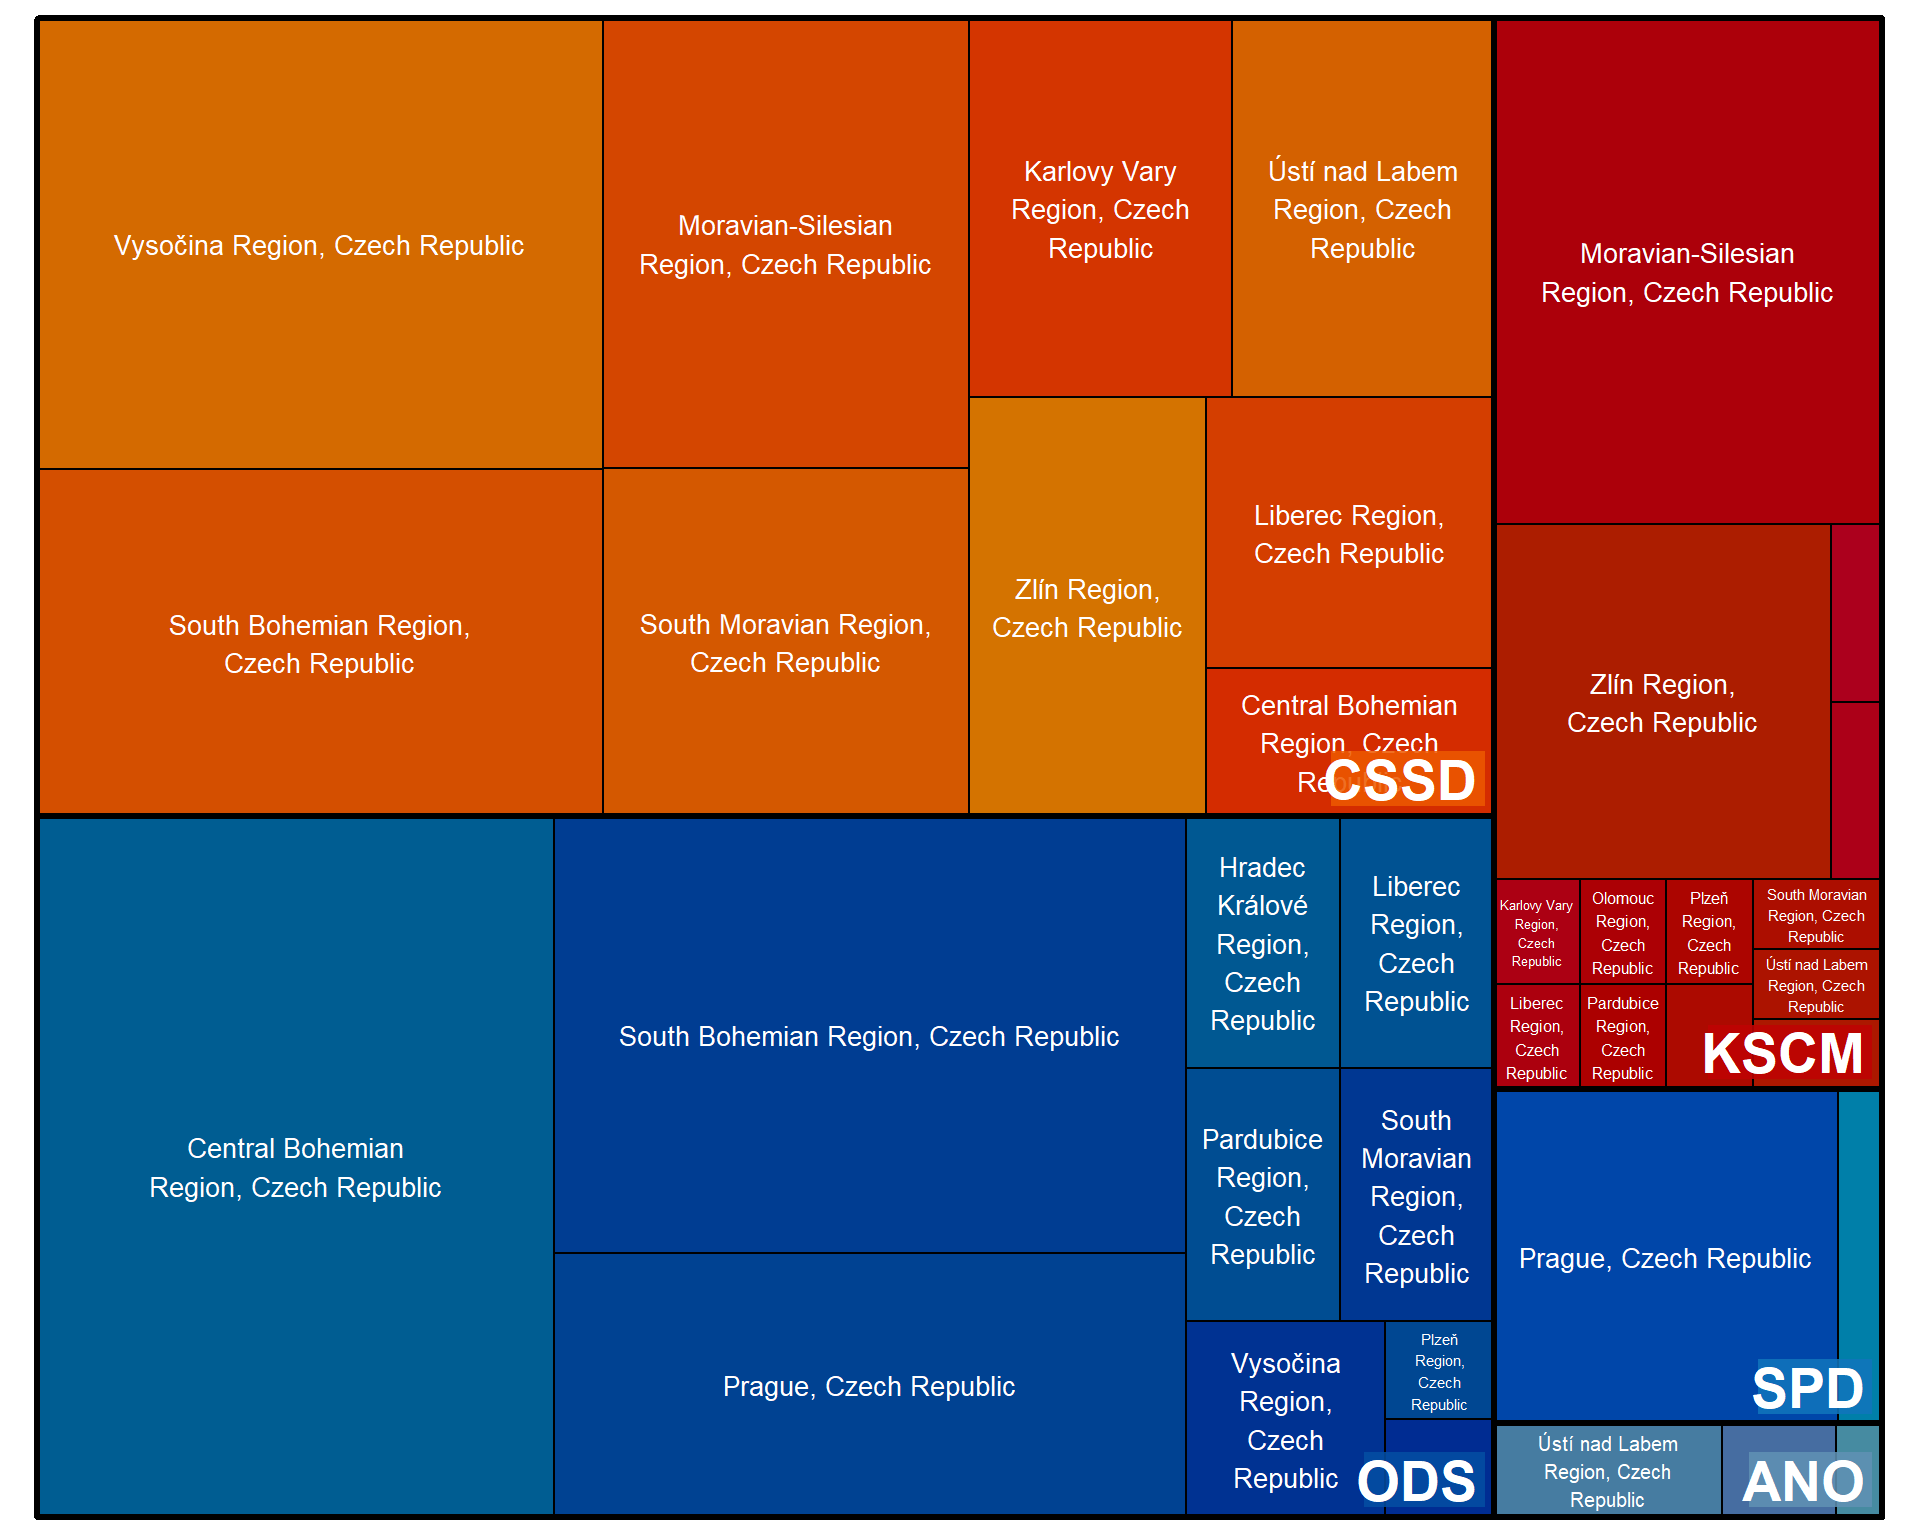 Vysočina Region, Czech Republic
Moravian-Silesian
Region, Czech Republic
Karlovy Vary
Region, Czech
Republic
Ústí nad Labem
Region, Czech
Republic
South Bohemian Region,
Czech Republic
South Moravian Region,
Czech Republic
Zlín Region,
Czech Republic
Liberec Region,
Czech Republic
Central Bohemian
Region, Czech
Republic
CSSD
Central Bohemian
Region, Czech Republic
South Bohemian Region, Czech Republic
Prague, Czech Republic
Hradec
Králové
Region,
Czech
Republic
Liberec
Region,
Czech
Republic
Pardubice
Region,
Czech
Republic
South
Moravian
Region,
Czech
Republic
Vysočina
Region,
Czech
Republic
Plzeň
Region,
Czech
Republic
ODS
Moravian-Silesian
Region, Czech Republic
Zlín Region,
Czech Republic
Karlovy Vary
Region,
Czech
Republic
Olomouc
Region,
Czech
Republic
Plzeň
Region,
Czech
Republic
South Moravian
Region, Czech
Republic
Ústí nad Labem
Region, Czech
Republic
Liberec
Region,
Czech
Republic
Pardubice
Region,
Czech
Republic
KSCM
Prague, Czech Republic
SPD
Ústí nad Labem
Region, Czech
Republic
ANO